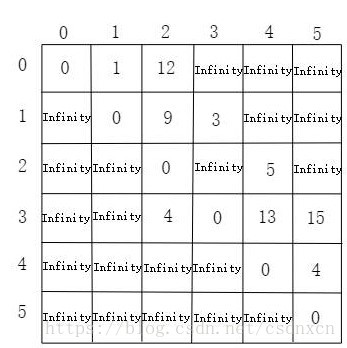 0 1 2 3 4 5
0 0 1 12 Infinity Infinity Infinity
1 Infinity 0 9 3 Infinity Infinity
2 Infinity Infinity 0 Infinity 5 Infinity
3 Infinity Infinity 4 0 13 15
4 Infinity Infinity Infinity Infinity 0 4
5 Infinity Infinity Infinity Infinity Infinity 0
https://blog.csdn.net/csdnxcn